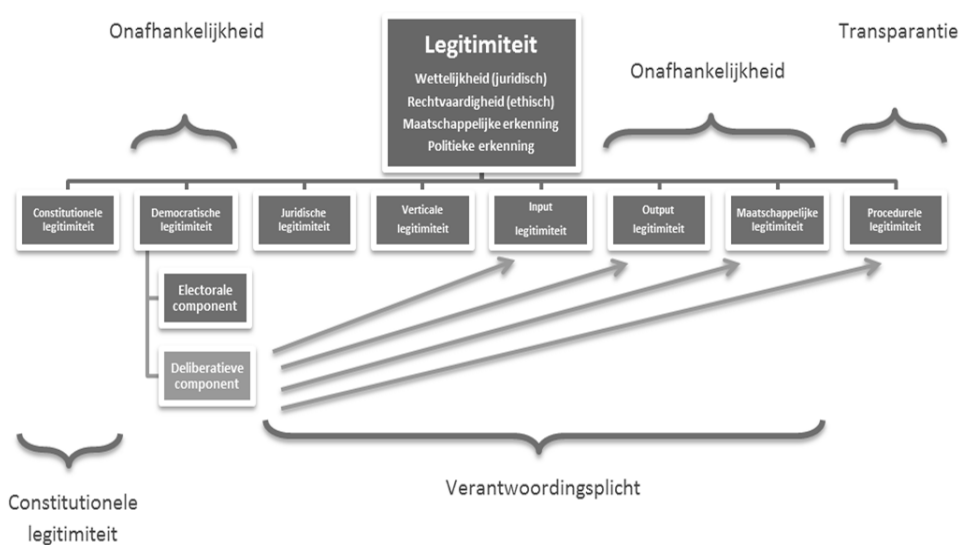 Onafhankelijkheid
Legitimiteit
Wettelijkheid (juridisch)
Rechtvaardigheid (ethisch)
Maatschappelijke erkenning
Politieke erkenning
Onafhankelijkheid
Transparantie
Constitutionele
legitimiteit
Democratische
legitimiteit
Juridische
legitimiteit
Verticale
legitimiteit
Input
legitimiteit
Output
legitimiteit
Maatschappelijke
legitimiteit
Procedurele
legitimiteit
Electorale
component
Deliberatieve
component
Constitutionele
legitimiteit
Verantwoordingsplicht